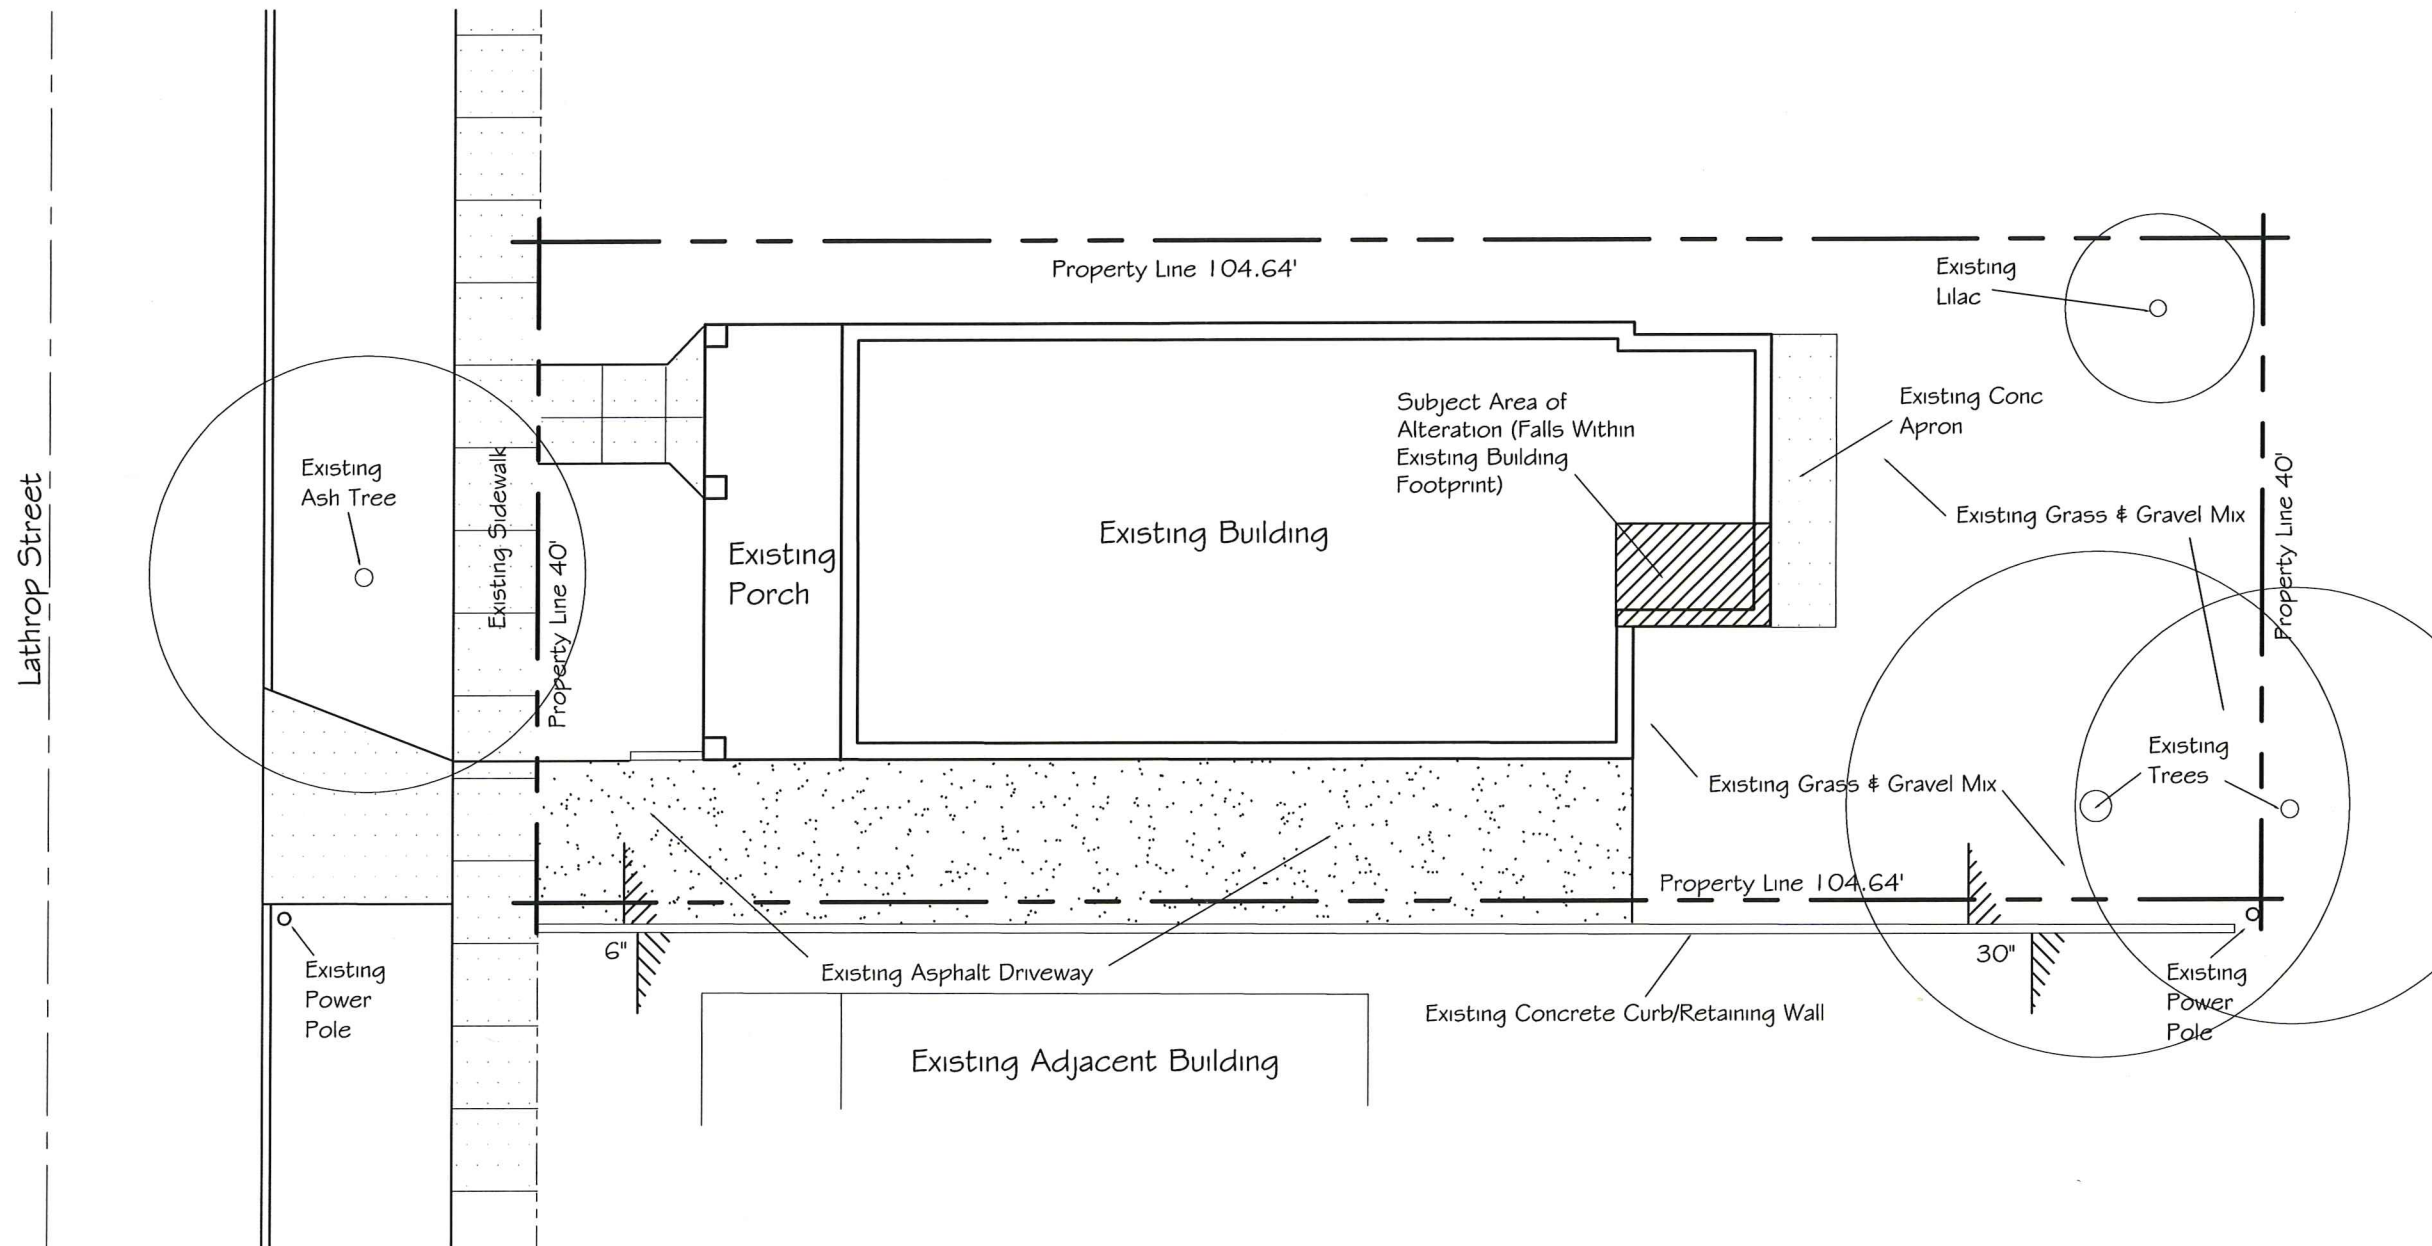 Property Line 104.64'
Existing
Lilac
Subject Area of
Alteration (Falls Within
Existing Building
Footprint)
Existing Conc
Apron
Existing
Ash Tree
Existing Sidewalk
Lathrop Street
Property Line 40'
Existing
Porch
Existing Building
Existing Grass & Gravel Mix
Property Line 40'
Existing
Trees
Existing Grass & Gravel Mix
Property Line 104.64'
6"
30"
Existing
Power
Pole
Existing Asphalt Driveway
Existing Concrete Curb/Retaining Wall
Existing
Power
Pole
Existing Adjacent Building